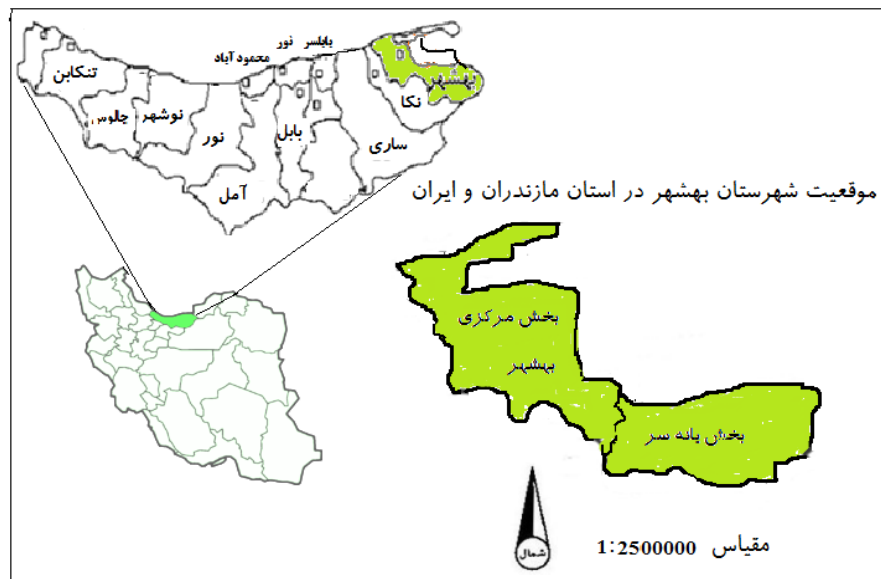 بابلسر
نور
محمود آباد
تنکابن
بهشهر
نکا
چالوس
نوشهر
نور
بابل
ساری
آمل
موقعیت شهرستان بهشهر در استان مازندران و ایران
بخش مرکزی
بهشهر
بخش یانه سر
شمال
مقیاس 1:2500000